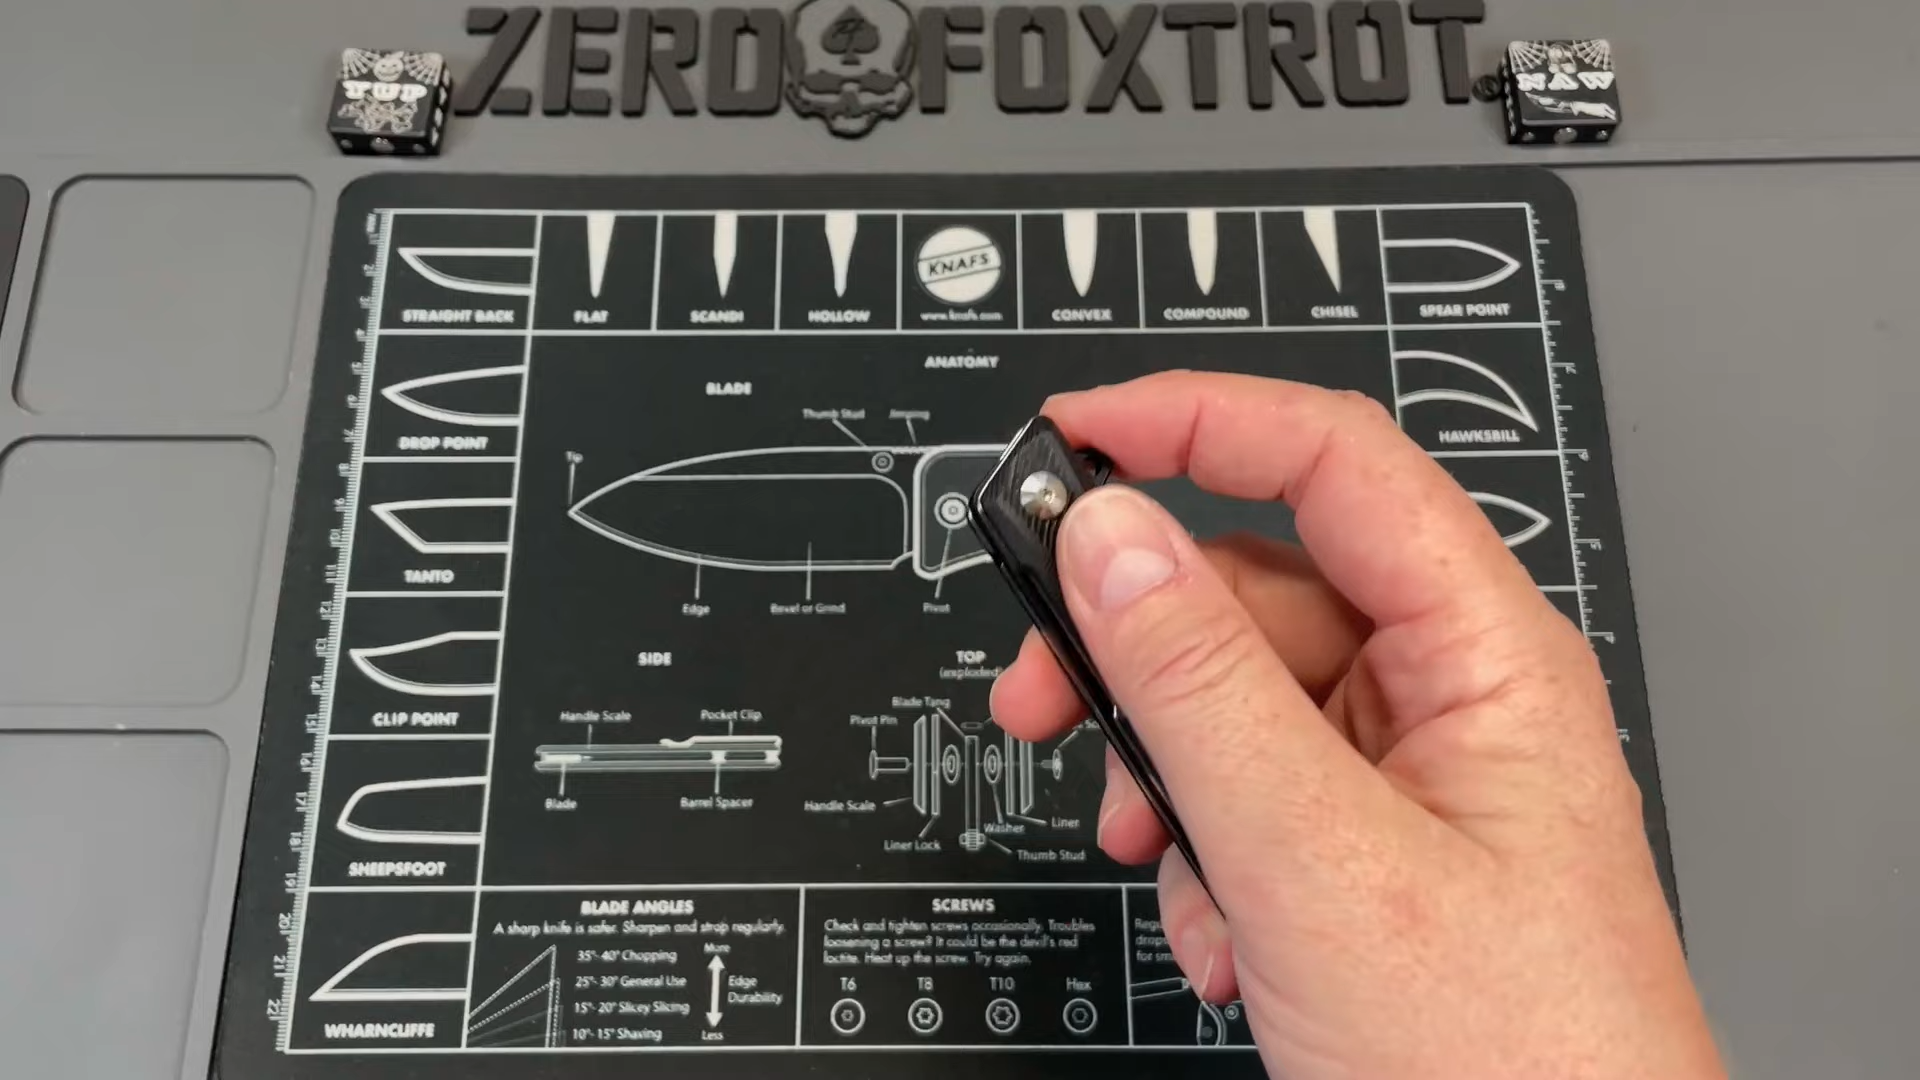 ZERO FOXTROT
YUP
NAW
STRAIGHT BACK
FLAT
SCANDI
HOLLOW
KNAFS
www.knafs.com
CONVEX
COMPOUND
CHISEL
SPEAR POINT
ANATOMY
BLADE
Thumb Stud
Jimping
Tip
DROP POINT
HAWKSBILL
TANTO
Edge
Bevel or Grind
Pivot
SIDE
TOP
(exploded)
CLIP POINT
Handle Scale
Pocket Clip
Blade Tang
Pivot Pin
Blade
Barrel Spacer
Handle Scale
Washer
Liner
Liner Lock
Thumb Stud
SHEEPSFOOT
BLADE ANGLES
A sharp knife is safer. Sharpen and strop regularly.
35°- 40° Chopping
25°- 30° General Use
15°- 20° Slicey Slicing
10°- 15° Shaving
More
Edge
Durability
Less
SCREWS
Check and tighten screws occasionally. Troubles
loosening a screw? It could be the devil's red
loctite. Heat up the screw. Try again.
T6
T8
T10
Hex
WHARNCLIFFE